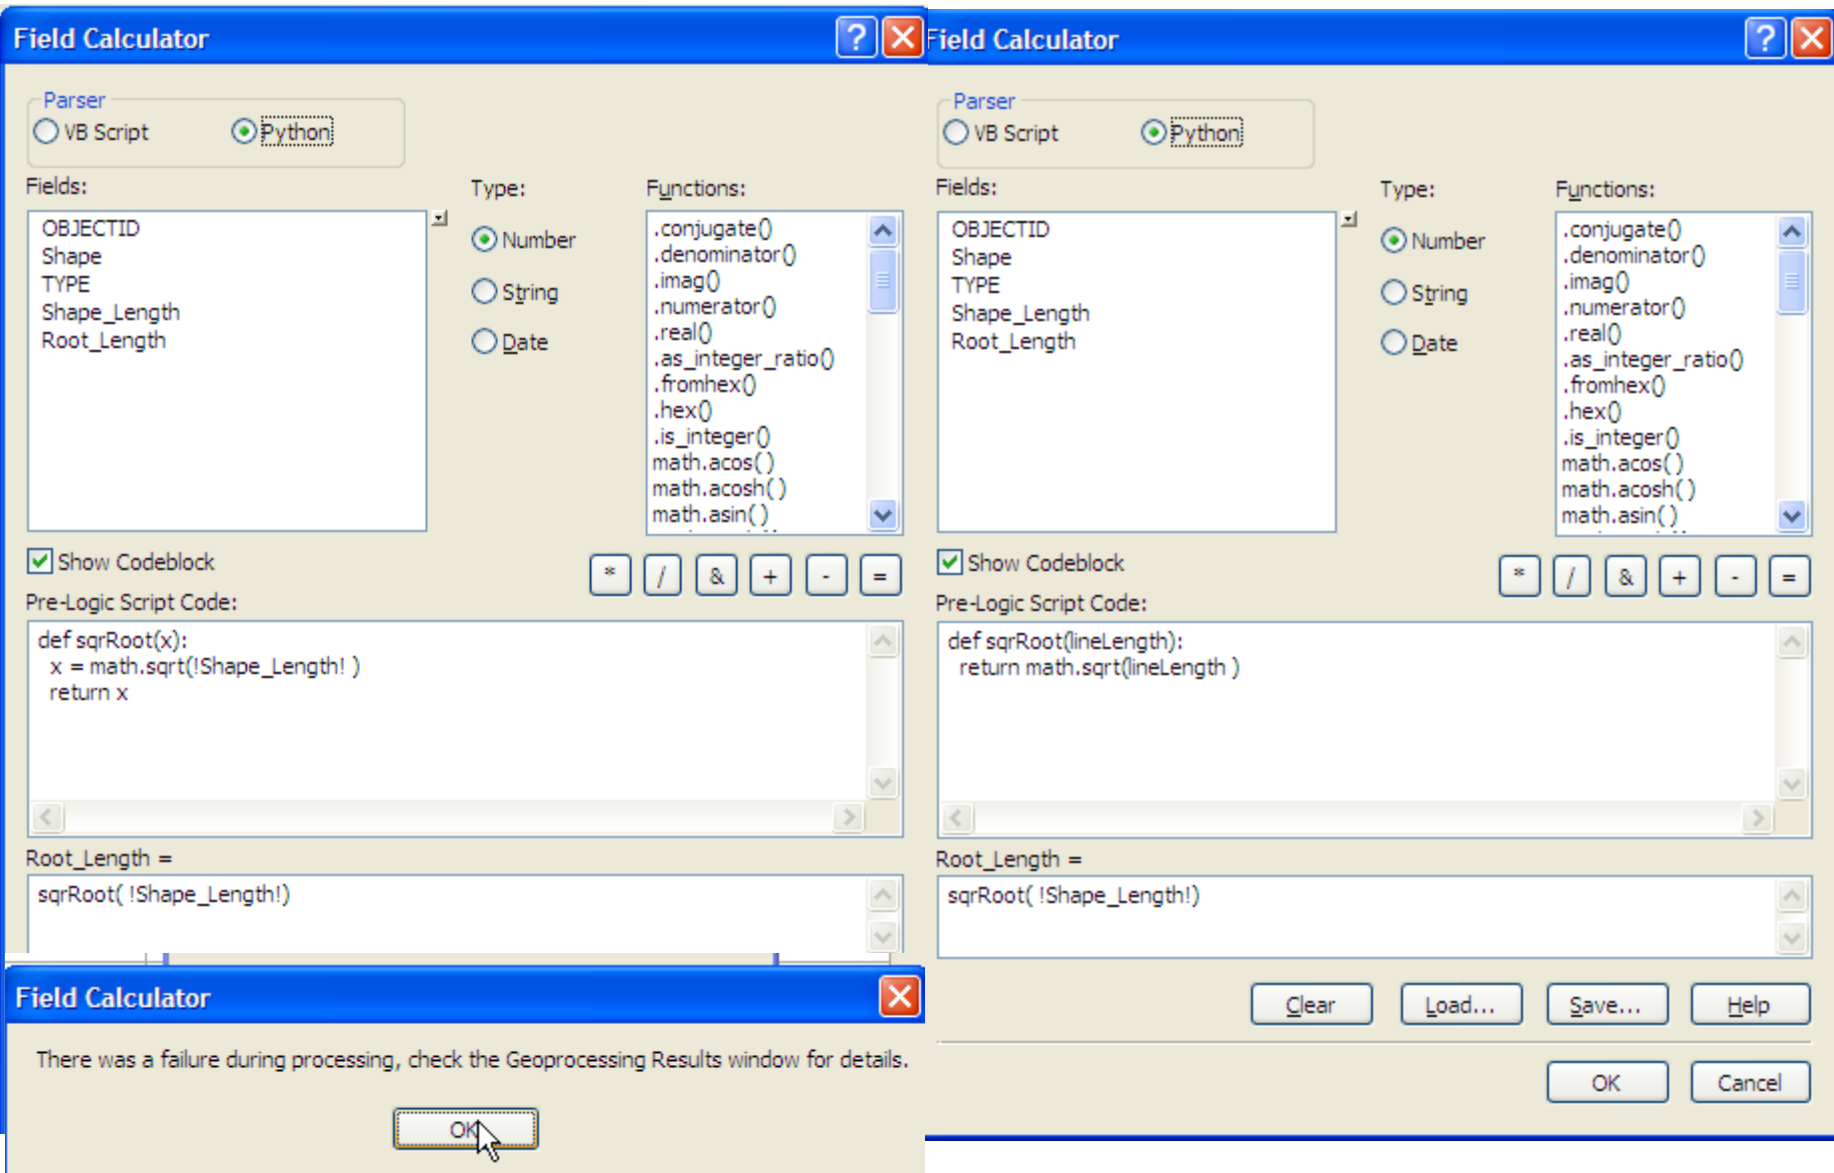 Field Calculator
Parser
VB Script
Python
Fields:
OBJECTID
Shape
TYPE
Shape_Length
Root_Length
Type:
Number
String
Date
Functions:
.conjugate()
.denominator()
.imag()
.numerator()
.real()
.as_integer_ratio()
.fromhex()
.hex()
.is_integer()
math.acos( )
math.acosh( )
math.asin( )
Show Codeblock
* / & + - =
Pre-Logic Script Code:
def sqrRoot(x):
x = math.sqrt(!Shape_Length! )
return x
Root_Length =
sqrRoot( !Shape_Length!)
Field Calculator
There was a failure during processing, check the Geoprocessing Results window for details.
OK
Field Calculator
Parser
VB Script
Python
Fields:
OBJECTID
Shape
TYPE
Shape_Length
Root_Length
Type:
Number
String
Date
Functions:
.conjugate()
.denominator()
.imag()
.numerator()
.real()
.as_integer_ratio()
.fromhex()
.hex()
.is_integer()
math.acos( )
math.acosh( )
math.asin( )
Show Codeblock
* / & + - =
Pre-Logic Script Code:
def sqrRoot(lineLength):
return math.sqrt(lineLength )
Root_Length =
sqrRoot( !Shape_Length!)
Clear
Load...
Save...
Help
OK
Cancel